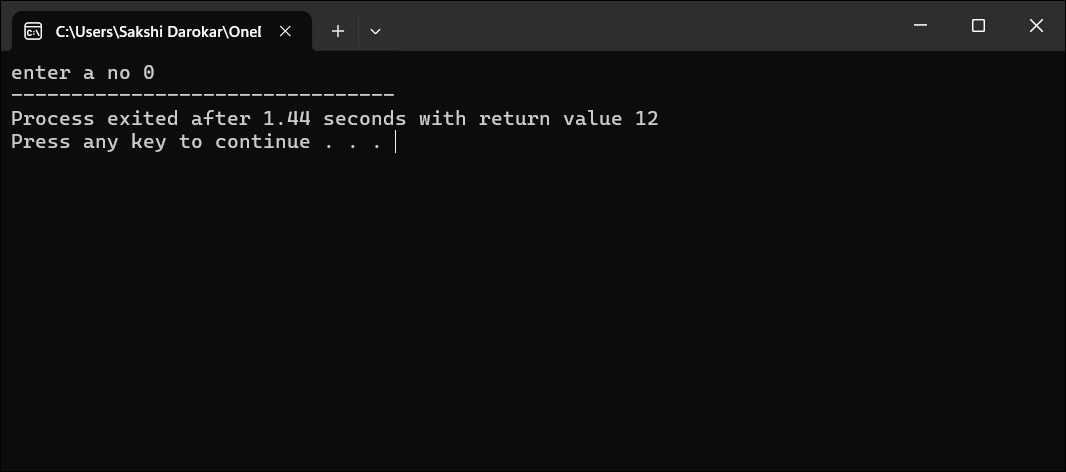 C:\Users\Sakshi Darokar\OneI
enter a no 0
--------------------------------
Process exited after 1.44 seconds with return value 12
Press any key to continue . . .